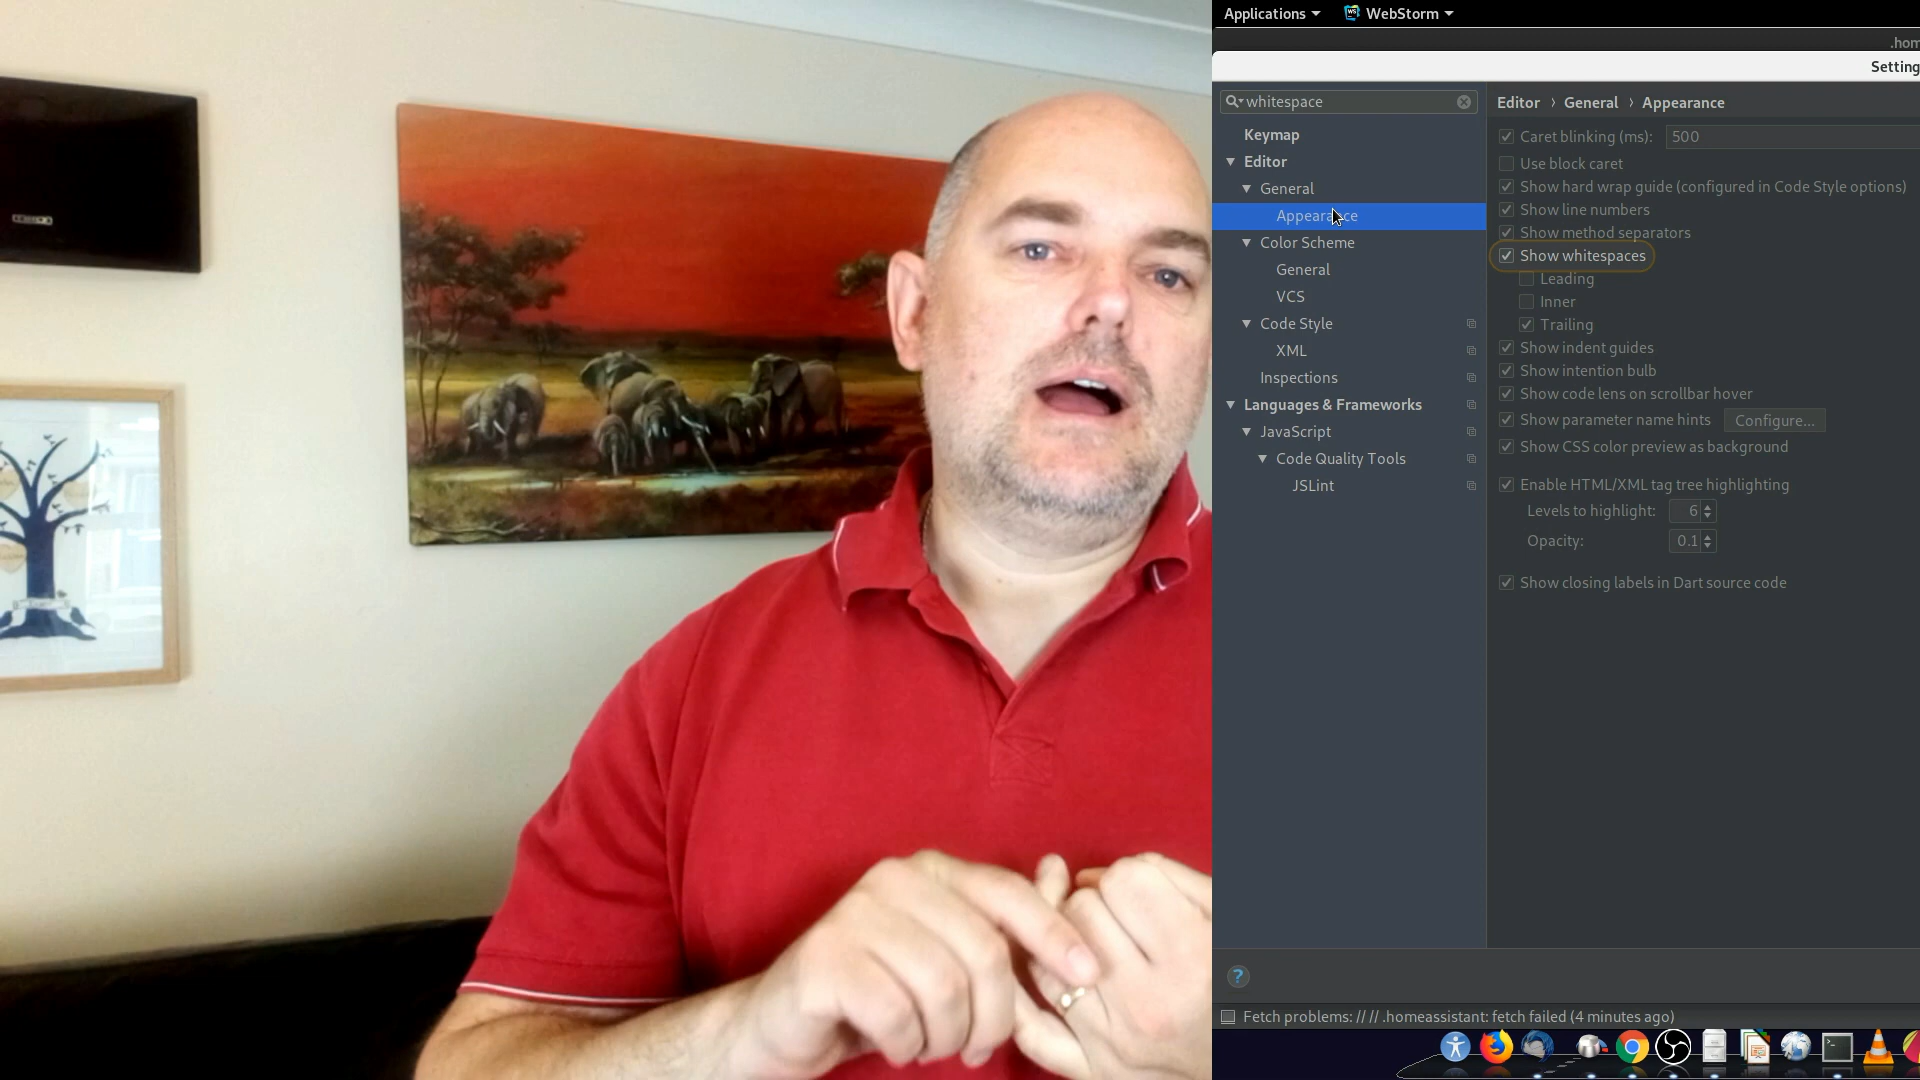 Applications WebStorm
.hom
Setting
whitespace
Editor › General › Appearance
Keymap
Editor
General
Appearance
Color Scheme
General
VCS
Code Style
XML
Inspections
Languages & Frameworks
JavaScript
Code Quality Tools
JSLint
Caret blinking (ms): 500
Use block caret
Show hard wrap guide (configured in Code Style options)
Show line numbers
Show method separators
Show whitespaces
Leading
Inner
Trailing
Show indent guides
Show intention bulb
Show code lens on scrollbar hover
Show parameter name hints Configure...
Show CSS color preview as background
Enable HTML/XML tag tree highlighting
Levels to highlight: 6
Opacity: 0.1
Show closing labels in Dart source code
?
Fetch problems: // // .homeassistant: fetch failed (4 minutes ago)